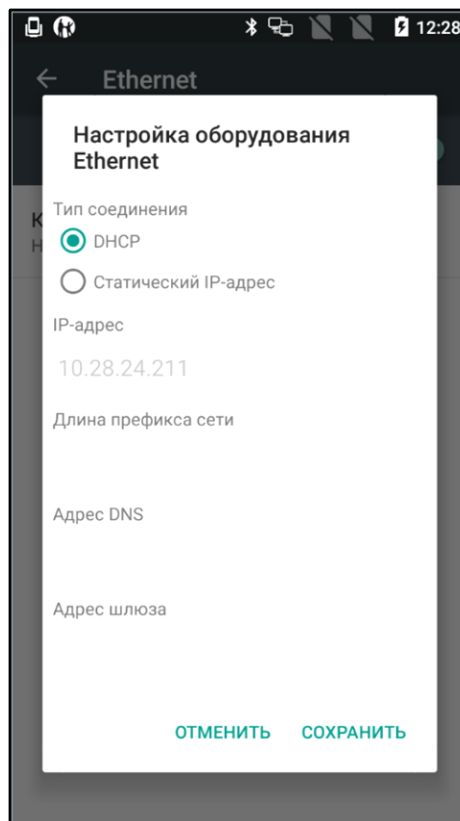 12:28
Ethernet
Настройка оборудования
Ethernet
К
Н
Тип соединения
DHCP
Статический IP-адрес
IP-адрес
10.28.24.211
Длина префикса сети
Адрес DNS
Адрес шлюза
ОТМЕНИТЬ СОХРАНИТЬ